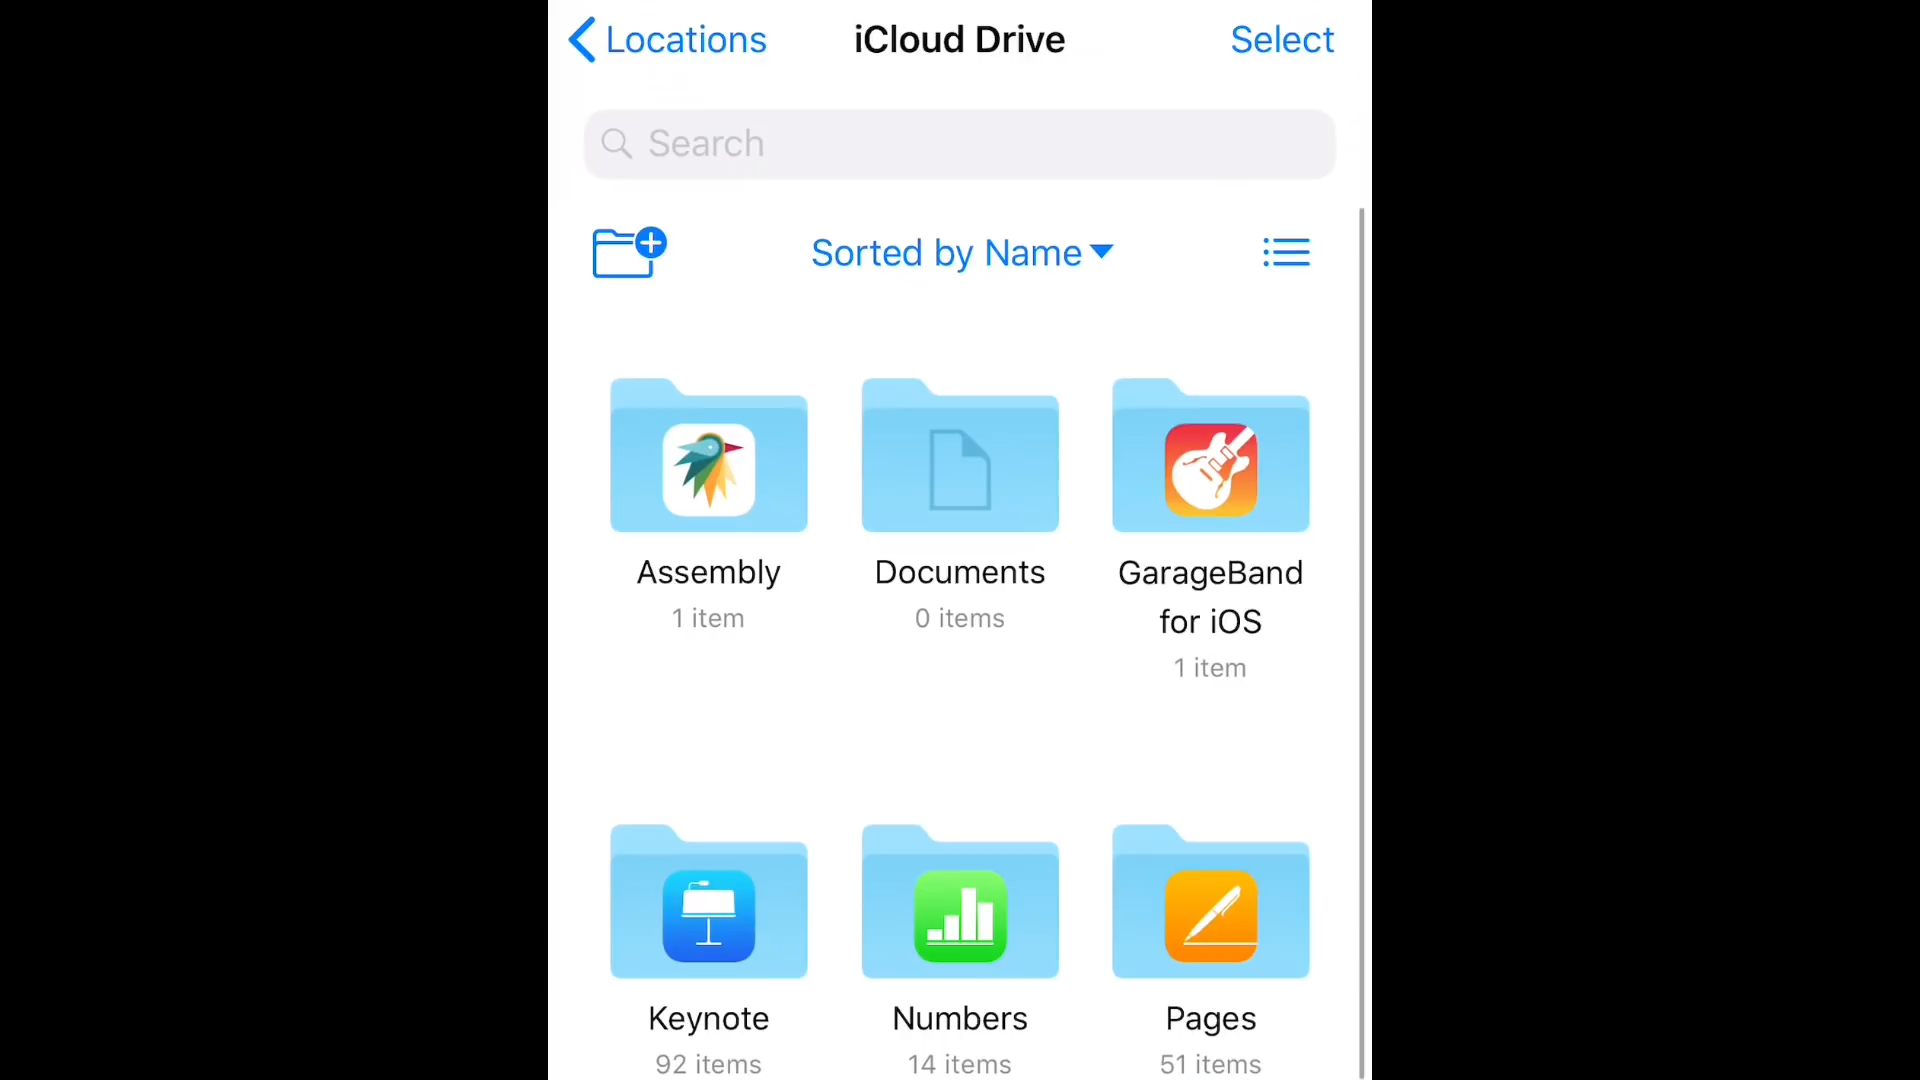 Locations
iCloud Drive
Select
Search
Sorted by Name
Assembly
1 item
Documents
0 items
GarageBand
for iOS
1 item
Keynote
92 items
Numbers
14 items
Pages
51 items